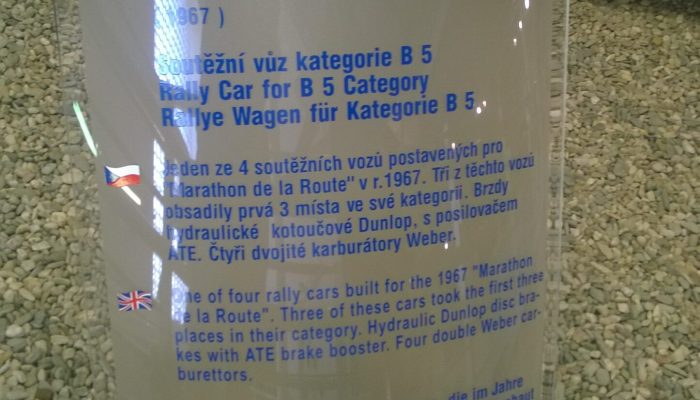 ( 1967 )
Soutěžní vůz kategorie B 5
Rally Car for B 5 Category
Rallye Wagen für Kategorie B 5
Jeden ze 4 soutěžních vozů postavených pro
"Marathon de la Route" v r.1967. Tři z těchto vozů
obsadily prvá 3 místa ve své kategorii. Brzdy
hydraulické kotoučové Dunlop, s posilovačem
ATE. Čtyři dvojité karburátory Weber.
One of four rally cars built for the 1967 "Marathon
de la Route". Three of these cars took the first three
places in their category. Hydraulic Dunlop disc bra-
kes with ATE brake booster. Four double Weber car-
burettors.
die im Jahre